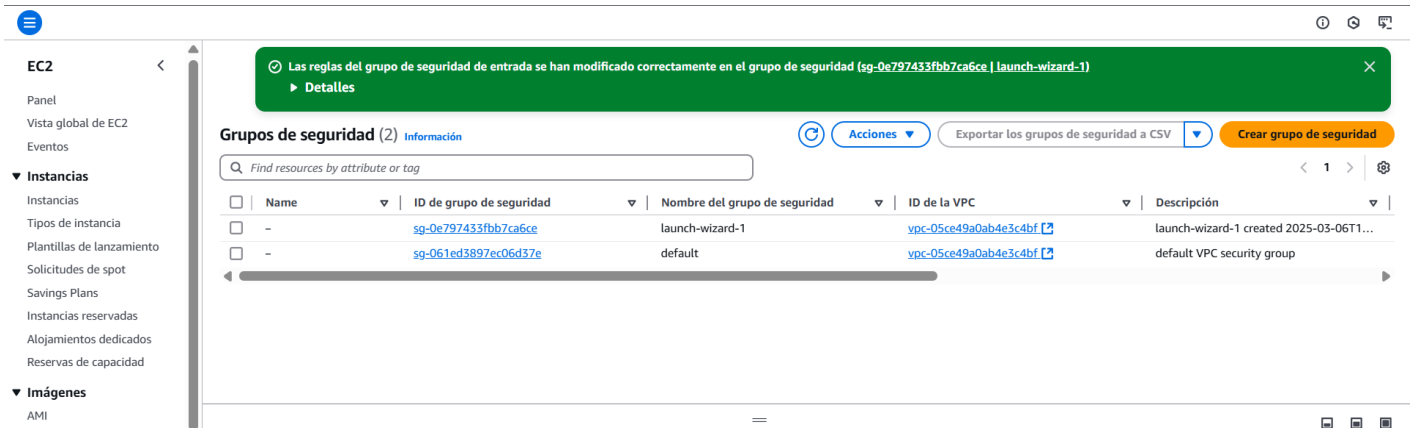 EC2
Panel
Vista global de EC2
Eventos
Instancias
Instancias
Tipos de instancia
Plantillas de lanzamiento
Solicitudes de spot
Savings Plans
Instancias reservadas
Alojamientos dedicados
Reservas de capacidad
Imágenes
AMI
Las reglas del grupo de seguridad de entrada se han modificado correctamente en el grupo de seguridad (sg-0e797433fbb7ca6ce | launch-wizard-1)
Detalles
Grupos de seguridad (2) Información
Acciones
Exportar los grupos de seguridad a CSV
Crear grupo de seguridad
Find resources by attribute or tag
1
Name ID de grupo de seguridad Nombre del grupo de seguridad ID de la VPC Descripción
– sg-0e797433fbb7ca6ce launch-wizard-1 vpc-05ce49a0ab4e3c4bf launch-wizard-1 created 2025-03-06T1...
– sg-061ed3897ec06d37e default vpc-05ce49a0ab4e3c4bf default VPC security group